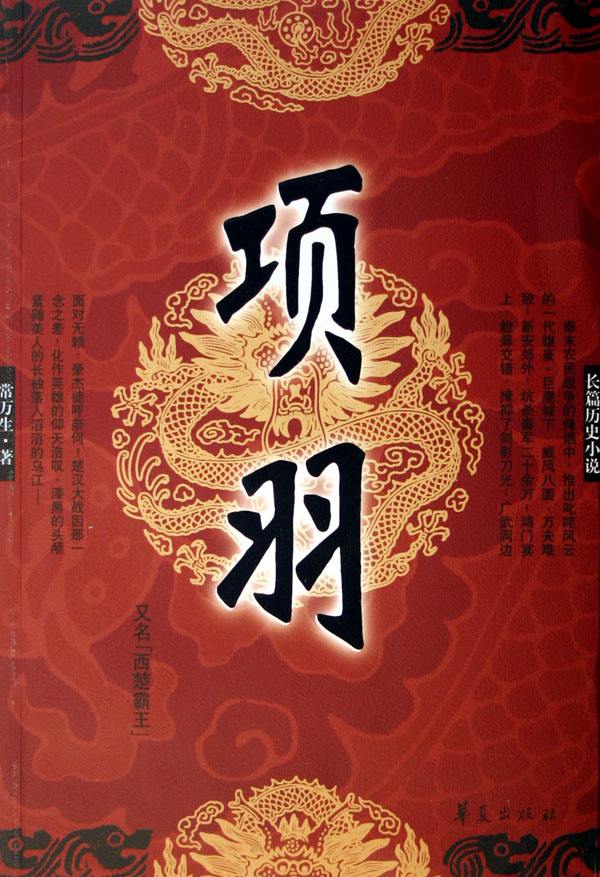 项羽
长篇历史小说
秦末农民战争的烽烟中，推出叱咤风云
的一代雄豪。巨鹿城下，威风八面，万夫难
敌；新安郊外，坑杀秦军二十余万；鸿门宴
上，觥筹交错，掩抑了剑影刀光；广武涧边
面对无赖，豪杰徒呼奈何！楚汉大战因那一
念之差，化作英雄的仰天浩叹，漆黑的头颅
紧随美人的长袖落入滔滔的乌江……
常万生·著
又名「西楚霸王」
华夏出版社